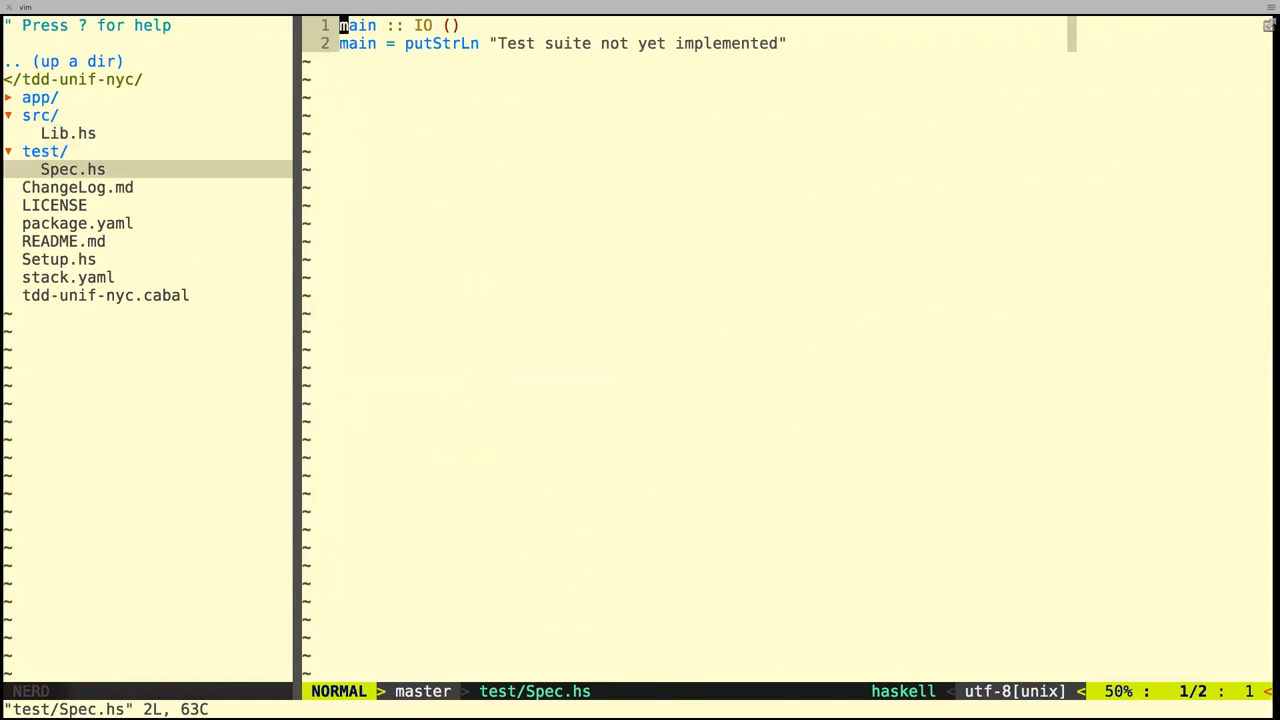 vim
" Press ? for help
.. (up a dir)
</tdd-unif-nyc/
▸ app/
▾ src/
Lib.hs
▾ test/
Spec.hs
ChangeLog.md
LICENSE
package.yaml
README.md
Setup.hs
stack.yaml
tdd-unif-nyc.cabal
1 main :: IO ()
2 main = putStrLn "Test suite not yet implemented"
NERD
NORMAL > master > test/Spec.hs haskell < utf-8[unix] < 50% : 1/2 : 1 <
"test/Spec.hs" 2L, 63C